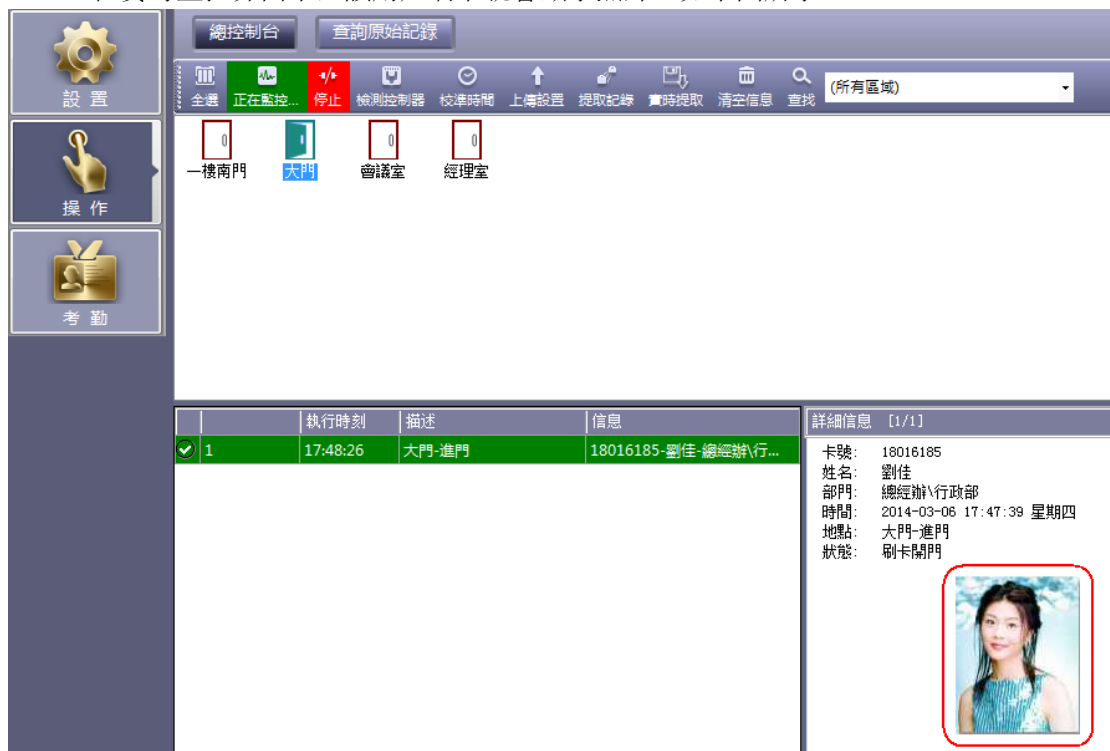 總控制台 查詢原始記錄
設 置
操 作
考 勤
全選 正在監控... 停止 檢測控制器 校準時間 上傳設置 提取記錄 實時提取 清空信息 查找 (所有區域)
一樓南門 大門 會議室 經理室
執行時刻 描述 信息
1 17:48:26 大門-進門 18016185-劉佳-總經辦\行...
詳細信息 [1/1]
卡號: 18016185
姓名: 劉佳
部門: 總經辦\行政部
時間: 2014-03-06 17:47:39 星期四
地點: 大門-進門
狀態: 刷卡開門